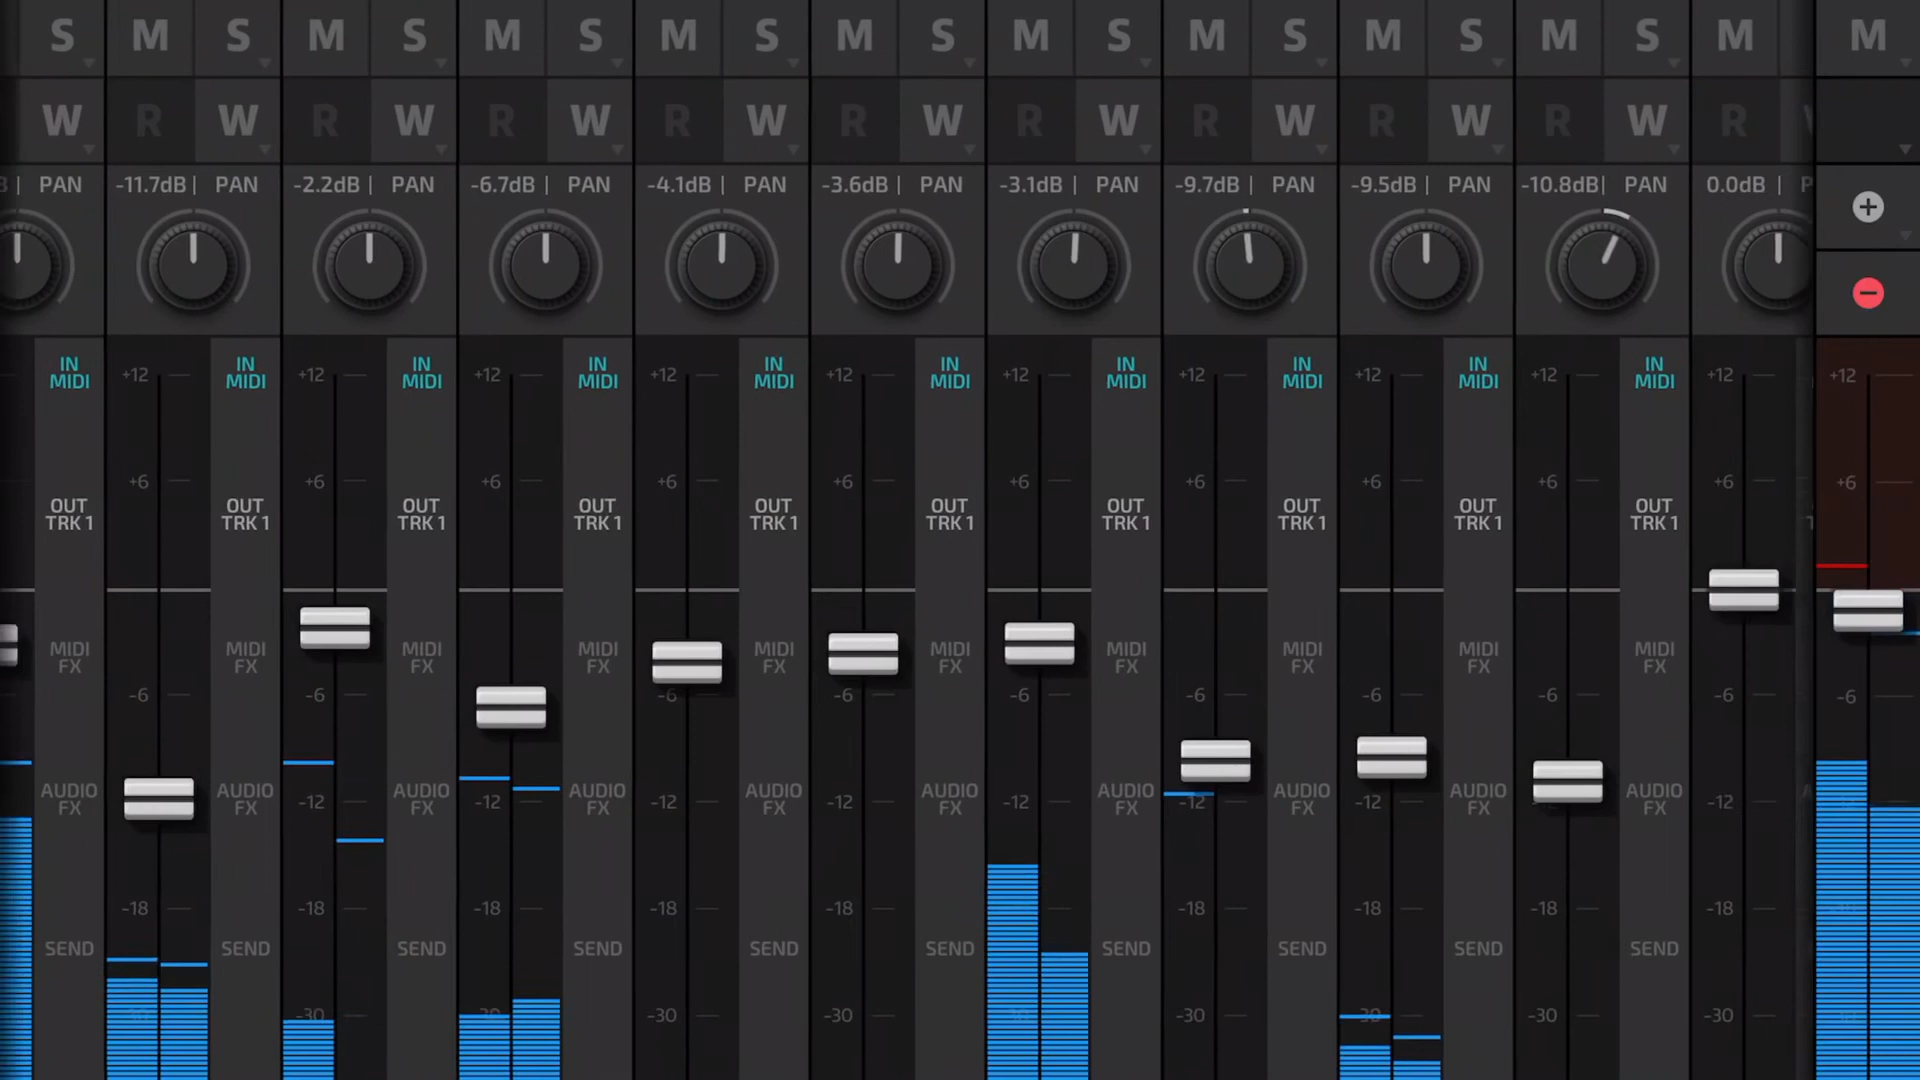 S M S M S M S M S M S M S M S M S M S M M
W R W R W R W R W R W R W R W R W R W R
PAN -11.7dB | PAN -2.2dB | PAN -6.7dB | PAN -4.1dB | PAN -3.6dB | PAN -3.1dB | PAN -9.7dB | PAN -9.5dB | PAN -10.8dB | PAN 0.0dB |
IN +12 IN +12 IN +12 IN +12 IN +12 IN +12 IN +12 IN +12 IN +12 IN +12 +12
MIDI MIDI MIDI MIDI MIDI MIDI MIDI MIDI MIDI MIDI
+6 +6 +6 +6 +6 +6 +6 +6 +6 +6 +6
OUT OUT OUT OUT OUT OUT OUT OUT OUT OUT
TRK 1 TRK 1 TRK 1 TRK 1 TRK 1 TRK 1 TRK 1 TRK 1 TRK 1 TRK 1
MIDI MIDI MIDI MIDI MIDI MIDI MIDI MIDI MIDI MIDI
FX FX FX FX FX FX FX FX FX FX
-6 -6 -6 -6 -6 -6 -6 -6 -6 -6
AUDIO AUDIO AUDIO AUDIO AUDIO AUDIO AUDIO AUDIO AUDIO AUDIO
FX -12 FX -12 FX -12 FX -12 FX -12 FX -12 FX -12 FX FX -12
-18 -18 -18 -18 -18 -18 -18 -18 -18 -18
SEND SEND SEND SEND SEND SEND SEND SEND SEND SEND
-30 -30 -30 -30 -30 -30 -30 -30 -30